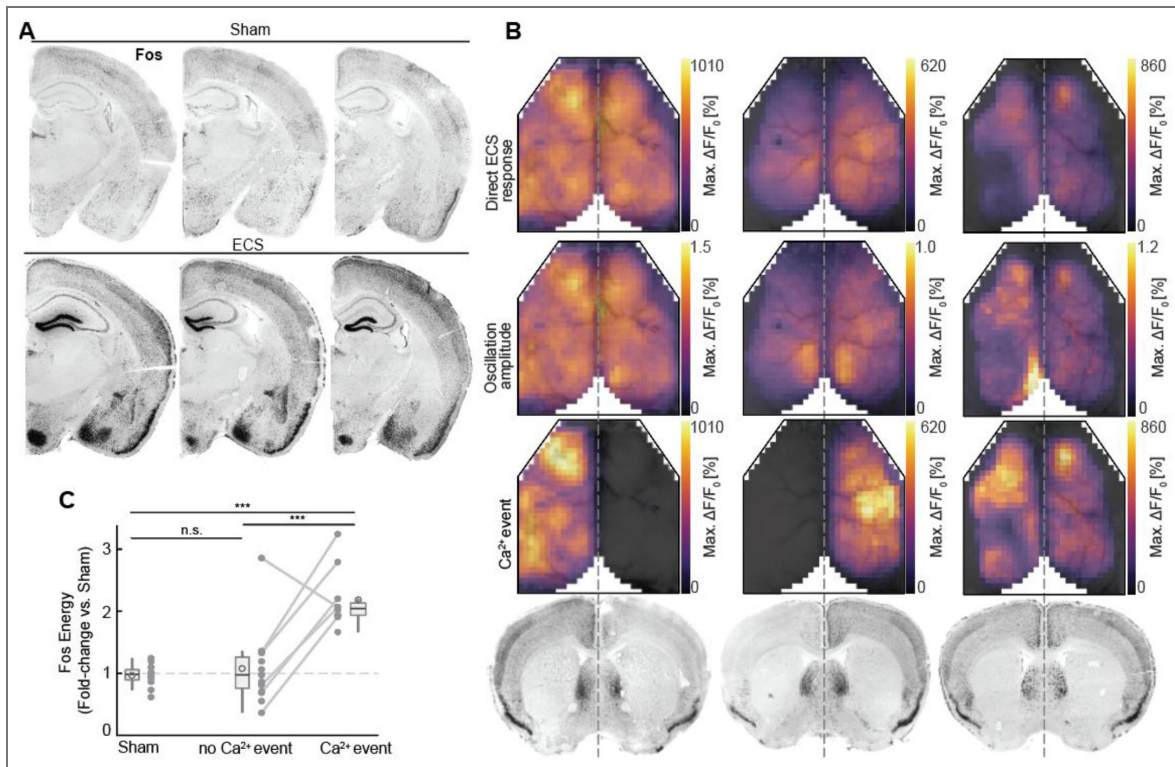 A
Sham
Fos
ECS
B
Direct ECS
response
1010
0
Max. ΔF/F0 [%]
620
0
Max. ΔF/F0 [%]
860
0
Max. ΔF/F0 [%]
Oscillation
amplitude
1.5
0
Max. ΔF/F0 [%]
1.0
0
Max. ΔF/F0 [%]
1.2
0
Max. ΔF/F0 [%]
Ca²⁺ event
1010
0
Max. ΔF/F0 [%]
620
0
Max. ΔF/F0 [%]
860
0
Max. ΔF/F0 [%]
C
***
***
n.s.
Fos Energy
(Fold-change vs. Sham)
3
2
1
0
Sham
no Ca²⁺ event
Ca²⁺ event